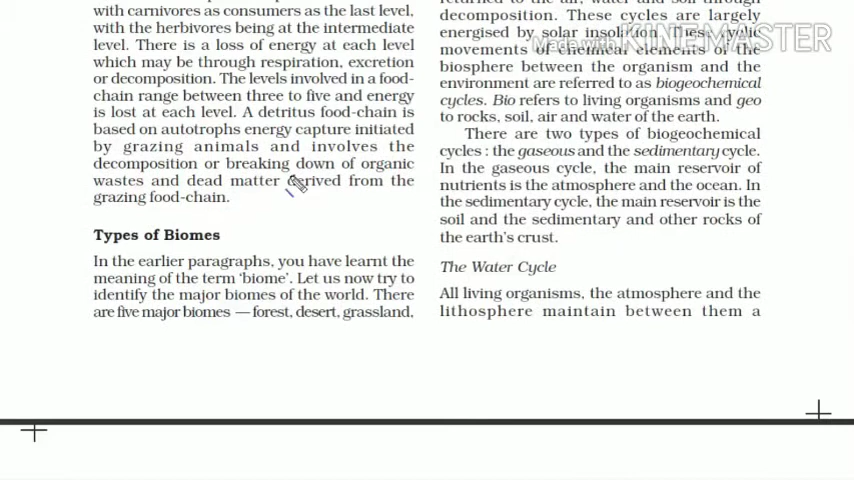 with carnivores as consumers as the last level,
with the herbivores being at the intermediate
level. There is a loss of energy at each level
which may be through respiration, excretion
or decomposition. The levels involved in a food-
chain range between three to five and energy
is lost at each level. A detritus food-chain is
based on autotrophs energy capture initiated
by grazing animals and involves the
decomposition or breaking down of organic
wastes and dead matter derived from the
grazing food-chain.
Types of Biomes
In the earlier paragraphs, you have learnt the
meaning of the term ‘biome’. Let us now try to
identify the major biomes of the world. There
are five major biomes — forest, desert, grassland,
returned to the air, water and soil through
decomposition. These cycles are largely
energised by solar insolation. These cyclic
movements of chemical elements of the
biosphere between the organism and the
environment are referred to as biogeochemical
cycles. Bio refers to living organisms and geo
to rocks, soil, air and water of the earth.
There are two types of biogeochemical
cycles : the gaseous and the sedimentary cycle.
In the gaseous cycle, the main reservoir of
nutrients is the atmosphere and the ocean. In
the sedimentary cycle, the main reservoir is the
soil and the sedimentary and other rocks of
the earth’s crust.
The Water Cycle
All living organisms, the atmosphere and the
lithosphere maintain between them a
Made with KINEMASTER